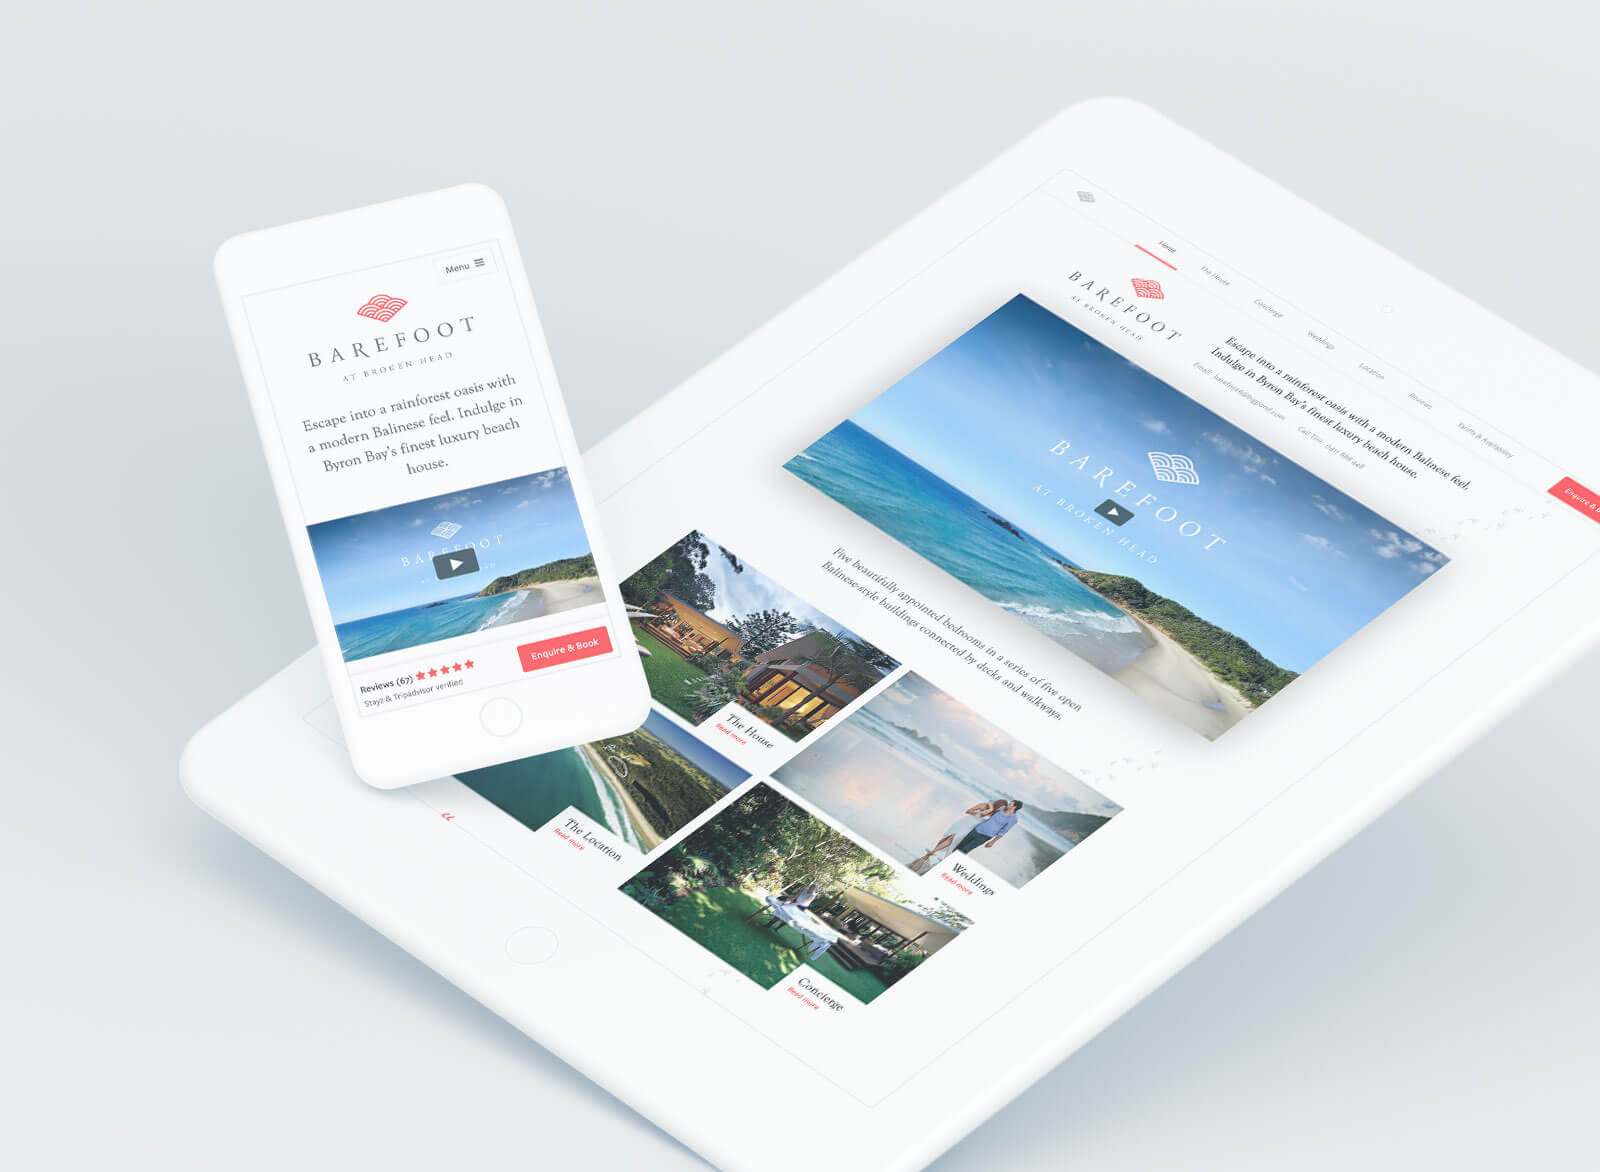 Menu
BAREFOOT
AT BROKEN HEAD
Escape into a rainforest oasis with
a modern Balinese feel. Indulge in
Byron Bay's finest luxury beach
house.
BAREFOOT
Reviews (67)
Stayz & Tripadvisor verified
Enquire & Book
Home
The House
Concierge
Weddings
Location
Reviews
Tariffs & Availability
Enquire &
BAREFOOT
AT BROKEN HEAD
Escape into a rainforest oasis with a modern Balinese feel.
Indulge in Byron Bay's finest luxury beach house.
Email:
Call Tim:
BAREFOOT
AT BROKEN HEAD
Five beautifully appointed bedrooms in a series of five open
Balinese-style buildings connected by decks and walkways.
The House
Read more
Weddings
Read more
The Location
Read more
Concierge
Read more
“